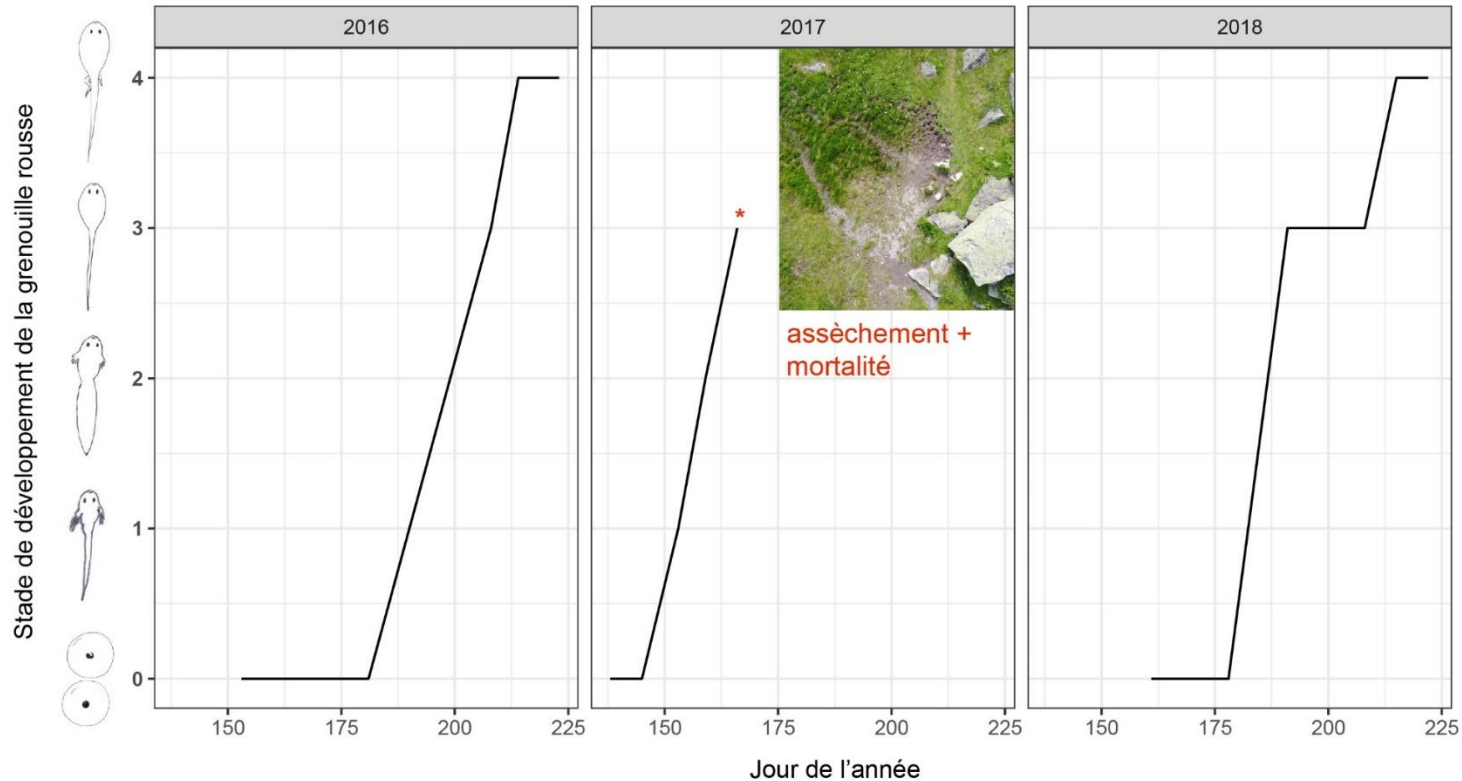 2016
2017
2018
Stade de développement de la grenouille rousse
4
3
2
1
0
*
assèchement +
mortalité
150 175 200 225
150 175 200 225
150 175 200 225
Jour de l'année